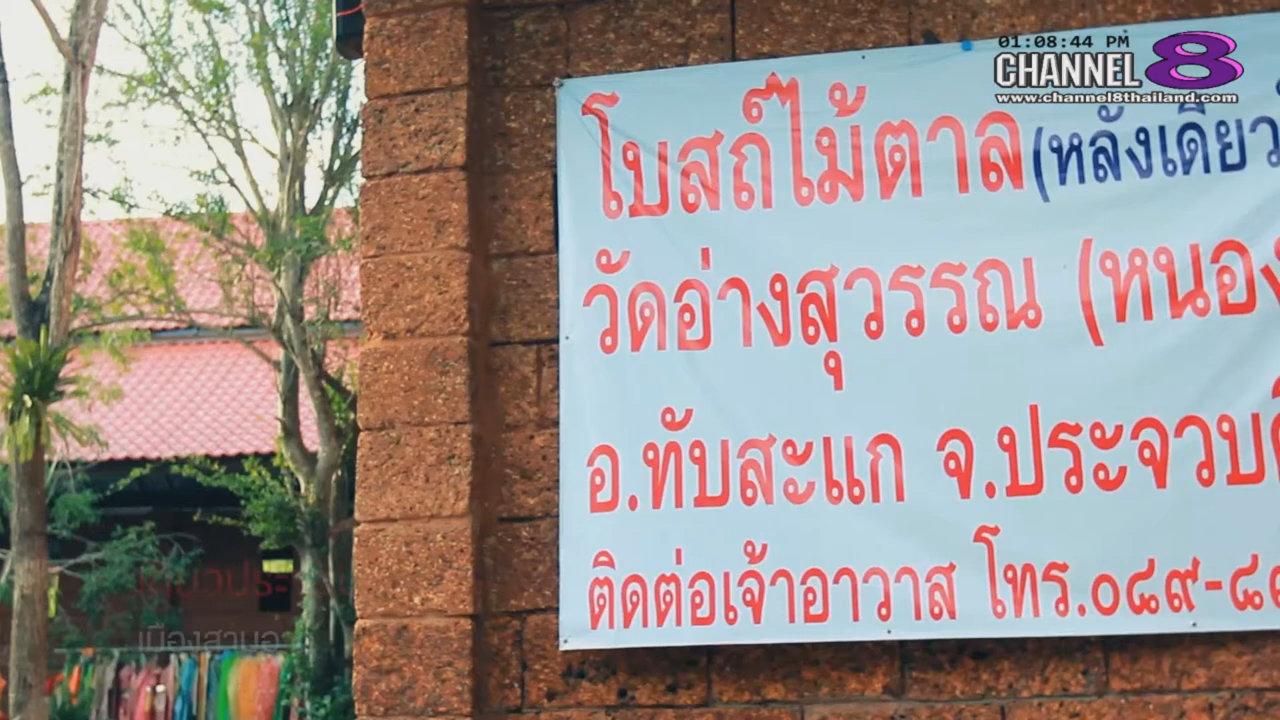 01:08:44 PM
CHANNEL 8
www.channel8thailand.com
โบสถ์ไม้ตาล (หลังเดียว
วัดอ่างสุวรรณ (หนอง
อ.ทับสะแก จ.ประจวบ
ติดต่อเจ้าอาวาส โทร.๐๘๙-๘